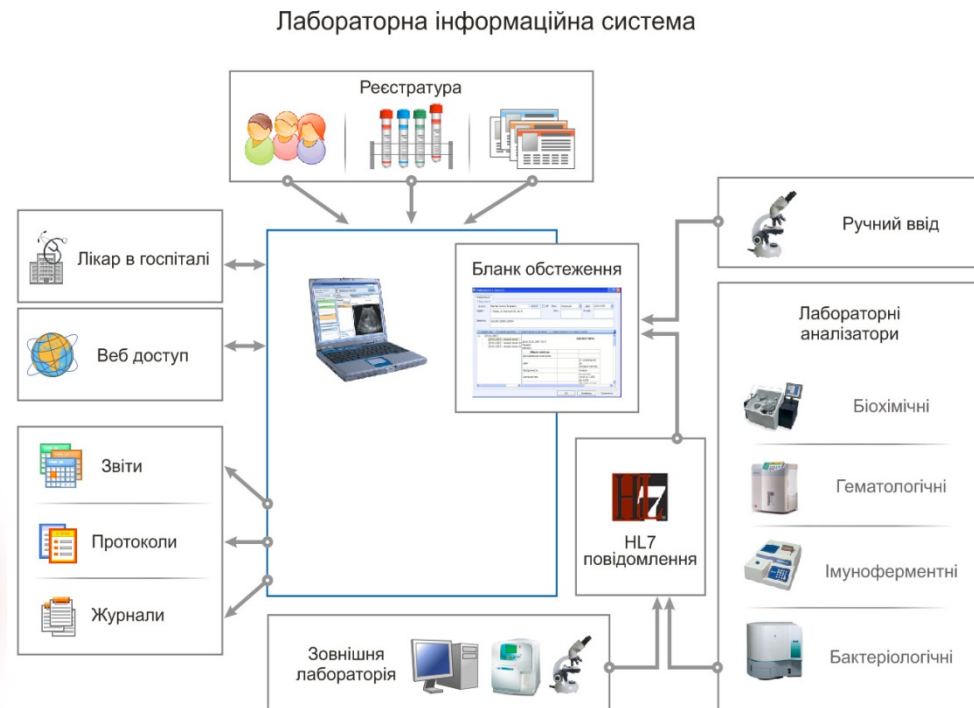 Лабораторна інформаційна система
Реєстратура
Лікар в госпіталі
Веб доступ
Звіти
Протоколи
Журнали
Бланк обстеження
Ручний ввід
Лабораторні
аналізатори
Біохімічні
Гематологічні
Імуноферментні
Бактеріологічні
HL7
HL7
повідомлення
Зовнішня
лабораторія